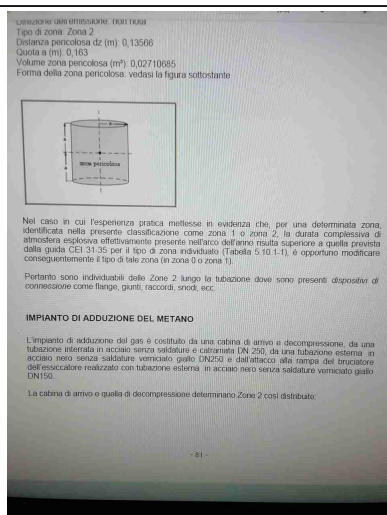 Direzione dell'emissione: non nota
Tipo di zona: Zona 2
Distanza pericolosa dz (m): 0,13566
Quota a (m): 0,163
Volume zona pericolosa (m³): 0,02710685
Forma della zona pericolosa: vedasi la figura sottostante
zona pericolosa
Nel caso in cui l'esperienza pratica mettesse in evidenza che, per una determinata zona,
identificata nella presente classificazione come zona 1 o zona 2, la durata complessiva di
atmosfera esplosiva effettivamente presente nell'arco dell'anno risulta superiore a quella prevista
dalla guida CEI 31-35 per il tipo di zona individuato (Tabella 5.10.1-1), è opportuno modificare
conseguentemente il tipo di tale zona (in zona 0 o zona 1).
Pertanto sono individuabili delle Zone 2 lungo la tubazione dove sono presenti dispositivi di
connessione come flange, giunti, raccordi, snodi, ecc.
IMPIANTO DI ADDUZIONE DEL METANO
L'impianto di adduzione del gas è costituito da una cabina di arrivo e decompressione, da una
tubazione interrata in acciaio senza saldature e catramata DN 250, da una tubazione esterna in
acciaio nero senza saldature verniciato giallo DN250 e dall'attacco alla rampa del bruciatore
dell'essiccatore realizzato con tubazione esterna in acciaio nero senza saldature verniciato giallo
DN150.
La cabina di arrivo e quella di decompressione determinano Zone 2 così distribuite:
- 81 -